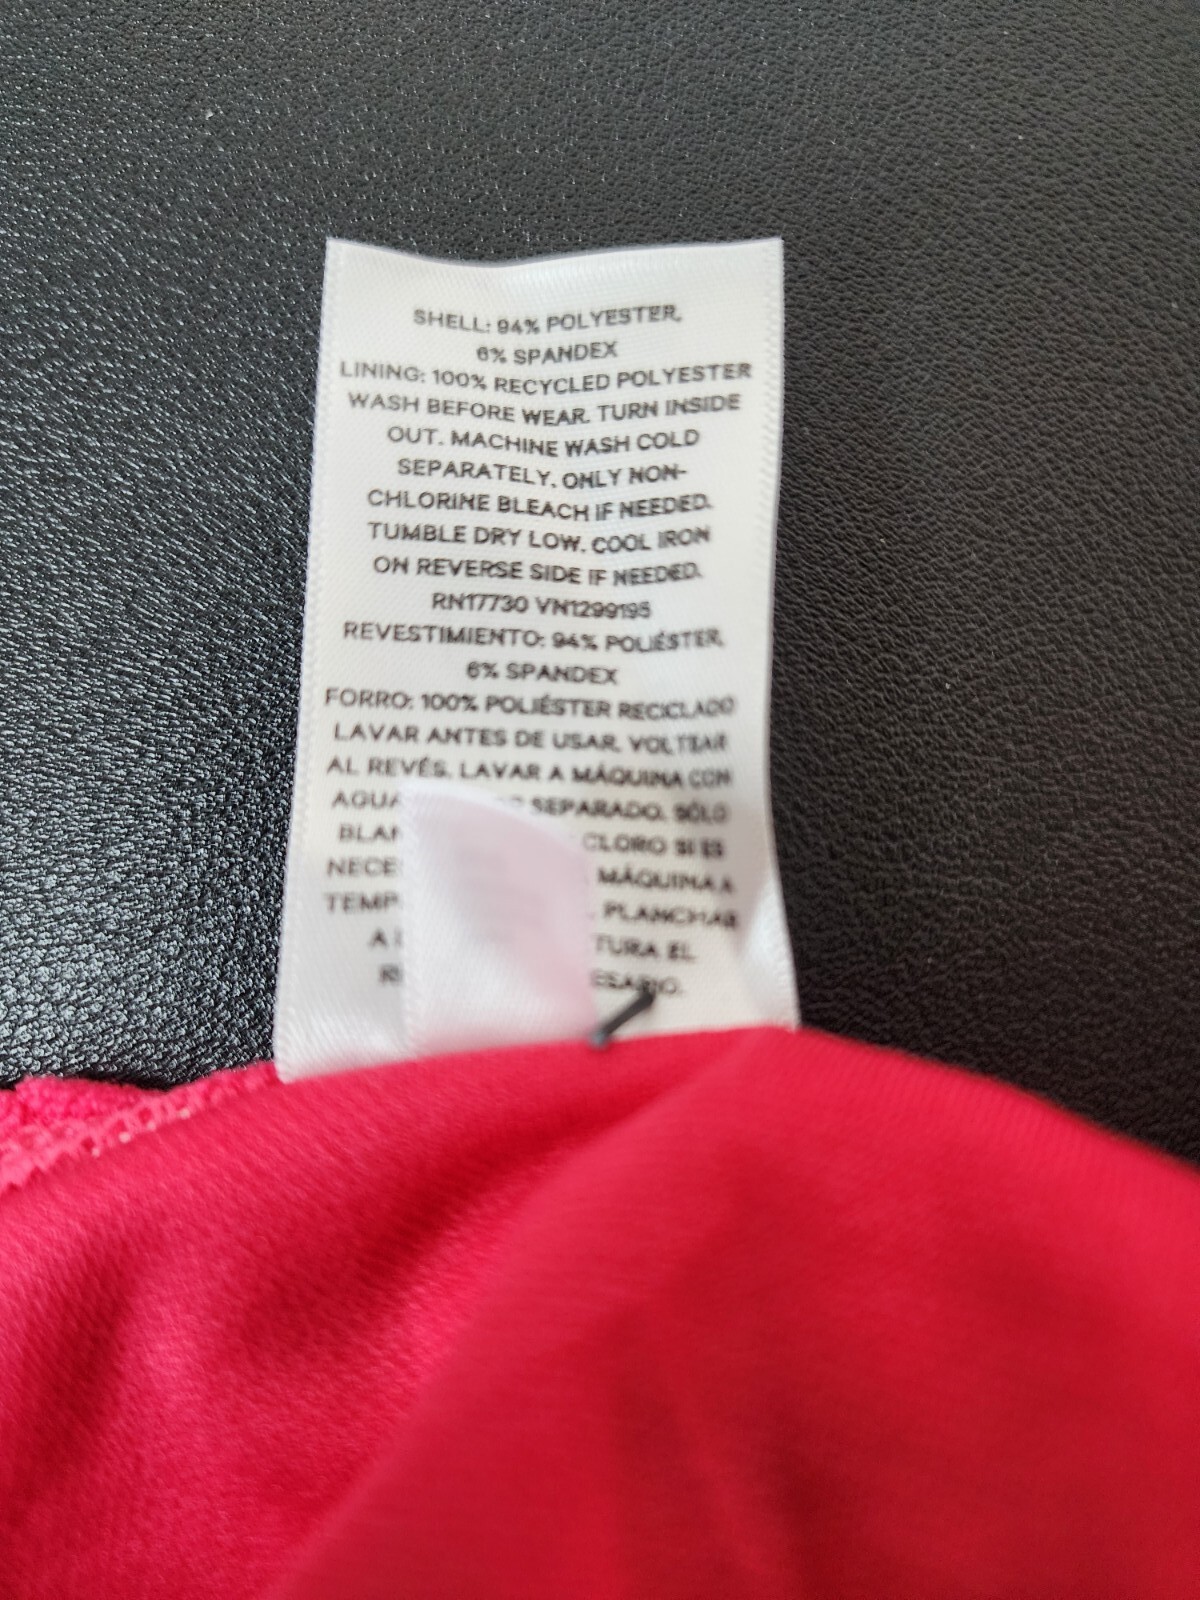 SHELL: 94% POLYESTER,
6% SPANDEX
LINING: 100% RECYCLED POLYESTER
WASH BEFORE WEAR. TURN INSIDE
OUT. MACHINE WASH COLD
SEPARATELY. ONLY NON-
CHLORINE BLEACH IF NEEDED.
TUMBLE DRY LOW. COOL IRON
ON REVERSE SIDE IF NEEDED.
RN17730 VN1299195
REVESTIMIENTO: 94% POLIÉSTER,
6% SPANDEX
FORRO: 100% POLIÉSTER RECICLADO
LAVAR ANTES DE USAR. VOLTEAR
AL REVÉS. LAVAR A MÁQUINA CON
AGUA SEPARADO. SÓLO
CLORO SI ES
MÁQUINA A
PLANCHAR
A EL